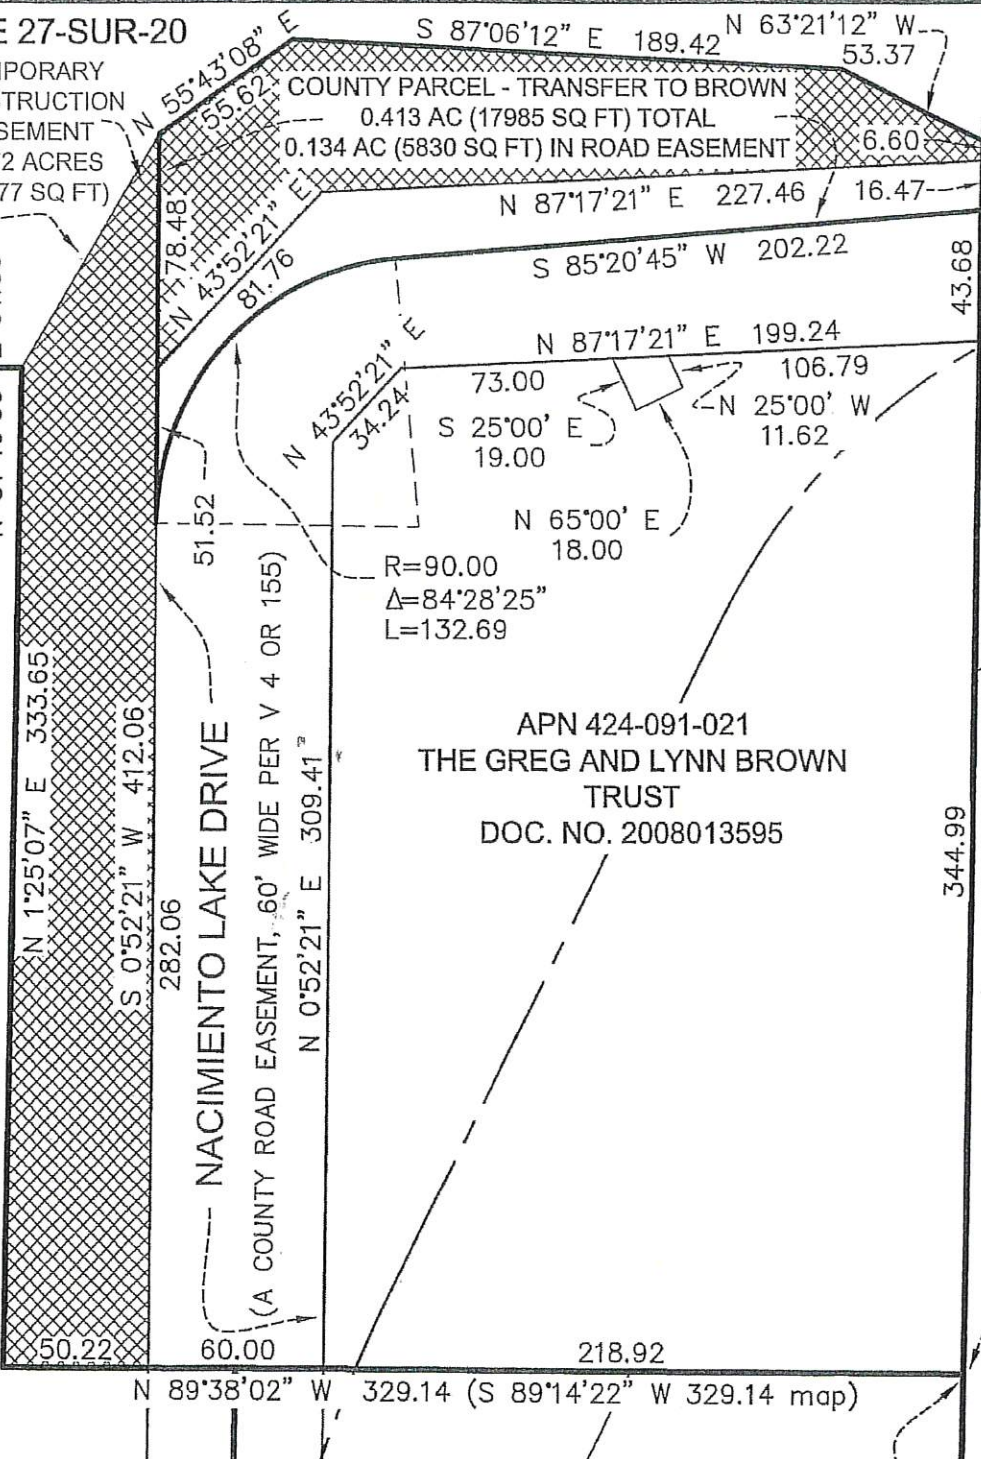 E 27-SUR-20
PORARY
STRUCTION
SEMENT
2 ACRES
77 SQ FT)
N 55°43'08" E
55.62
S 87°06'12" E 189.42
N 63°21'12" W
53.37
COUNTY PARCEL - TRANSFER TO BROWN
0.413 AC (17985 SQ FT) TOTAL
0.134 AC (5830 SQ FT) IN ROAD EASEMENT
6.60
78.48
N 43°52'21" E
81.76
N 87°17'21" E 227.46
16.47
S 85°20'45" W 202.22
43.68
N 87°17'21" E 199.24
73.00
106.79
N 43°52'21" E
34.24
S 25°00' E
19.00
N 25°00' W
11.62
N 65°00' E
18.00
51.52
R=90.00
Δ=84°28'25"
L=132.69
N 1°25'07" E 333.65
S 0°52'21" W 412.06
282.06
NACIMIENTO LAKE DRIVE
(A COUNTY ROAD EASEMENT, 60' WIDE PER V 4 OR 155)
N 0°52'21" E 309.41
APN 424-091-021
THE GREG AND LYNN BROWN
TRUST
DOC. NO. 2008013595
344.99
50.22
60.00
218.92
N 89°38'02" W 329.14 (S 89°14'22" W 329.14 map)